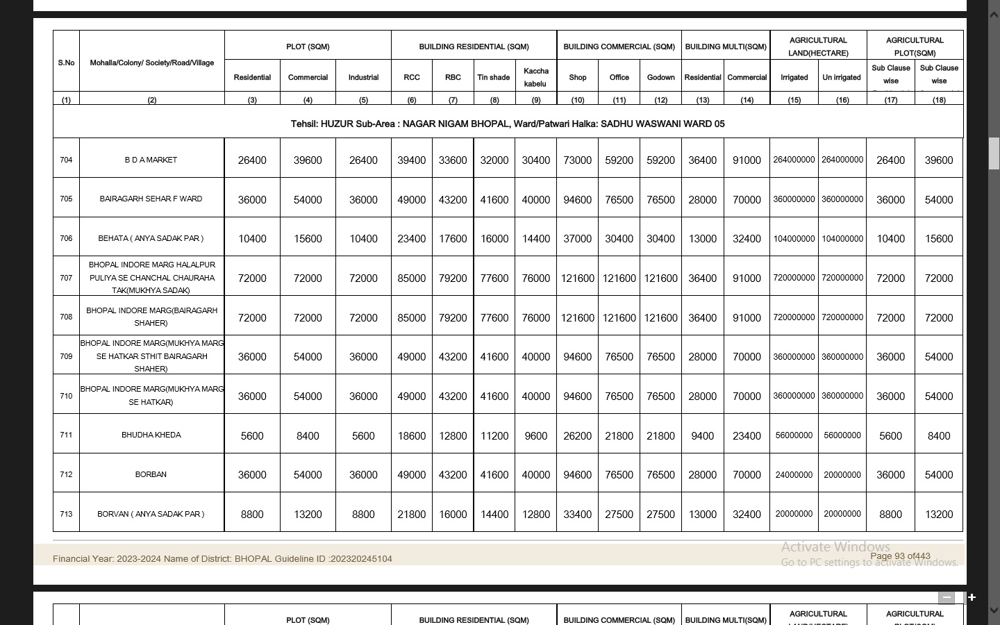 S.No Mohalla/Colony/ Society/Road/Village PLOT (SQM) BUILDING RESIDENTIAL (SQM) BUILDING COMMERCIAL (SQM) BUILDING MULTI(SQM) AGRICULTURAL LAND(HECTARE) AGRICULTURAL PLOT(SQM)
Residential Commercial Industrial RCC RBC Tin shade Kaccha kabelu Shop Office Godown Residential Commercial Irrigated Un irrigated Sub Clause wise Sub Clause wise
(1) (2) (3) (4) (5) (6) (7) (8) (9) (10) (11) (12) (13) (14) (15) (16) (17) (18)
Tehsil: HUZUR Sub-Area : NAGAR NIGAM BHOPAL, Ward/Patwari Halka: SADHU WASWANI WARD 05
704 B D A MARKET 26400 39600 26400 39400 33600 32000 30400 73000 59200 59200 36400 91000 264000000 264000000 26400 39600
705 BAIRAGARH SEHAR F WARD 36000 54000 36000 49000 43200 41600 40000 94600 76500 76500 28000 70000 360000000 360000000 36000 54000
706 BEHATA ( ANYA SADAK PAR ) 10400 15600 10400 23400 17600 16000 14400 37000 30400 30400 13000 32400 104000000 104000000 10400 15600
707 BHOPAL INDORE MARG HALALPUR PULIYA SE CHANCHAL CHAURAHA TAK(MUKHYA SADAK) 72000 72000 72000 85000 79200 77600 76000 121600 121600 121600 36400 91000 720000000 720000000 72000 72000
708 BHOPAL INDORE MARG(BAIRAGARH SHAHER) 72000 72000 72000 85000 79200 77600 76000 121600 121600 121600 36400 91000 720000000 720000000 72000 72000
709 BHOPAL INDORE MARG(MUKHYA MARG SE HATKAR STHIT BAIRAGARH SHAHER) 36000 54000 36000 49000 43200 41600 40000 94600 76500 76500 28000 70000 360000000 360000000 36000 54000
710 BHOPAL INDORE MARG(MUKHYA MARG SE HATKAR) 36000 54000 36000 49000 43200 41600 40000 94600 76500 76500 28000 70000 360000000 360000000 36000 54000
711 BHUDHA KHEDA 5600 8400 5600 18600 12800 11200 9600 26200 21800 21800 9400 23400 56000000 56000000 5600 8400
712 BORBAN 36000 54000 36000 49000 43200 41600 40000 94600 76500 76500 28000 70000 24000000 20000000 36000 54000
713 BORVAN ( ANYA SADAK PAR ) 8800 13200 8800 21800 16000 14400 12800 33400 27500 27500 13000 32400 20000000 20000000 8800 13200
Activate Windows
Financial Year: 2023-2024 Name of District: BHOPAL Guideline ID :202320245104 Page 93 of443
Go to PC settings to activate Windows.
PLOT (SQM) BUILDING RESIDENTIAL (SQM) BUILDING COMMERCIAL (SQM) BUILDING MULTI(SQM) AGRICULTURAL AGRICULTURAL